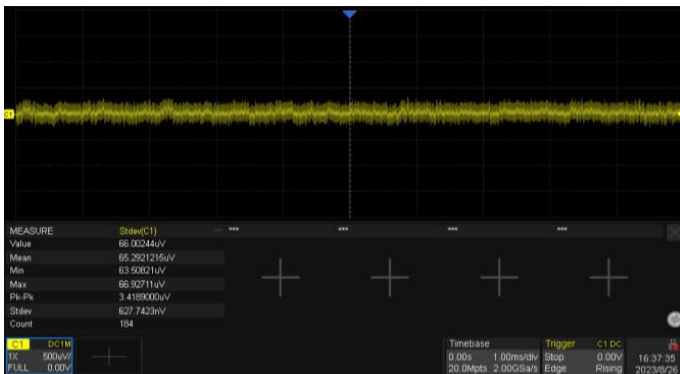 C1
MEASURE Stdev(C1) *** *** *** ***
Value 66.00244uV
Mean 65.2921215uV
Min 63.50821uV
Max 66.92711uV
Pk-Pk 3.4189000uV
Stdev 627.7423nV
Count 184
C1 DC1M Timebase Trigger C1 DC
1X 500uV/ 0.00s 1.00ms/div Stop 0.00V 16:37:35
FULL 0.00V 20.0Mpts 2.00GSa/s Edge Rising 2023/8/26